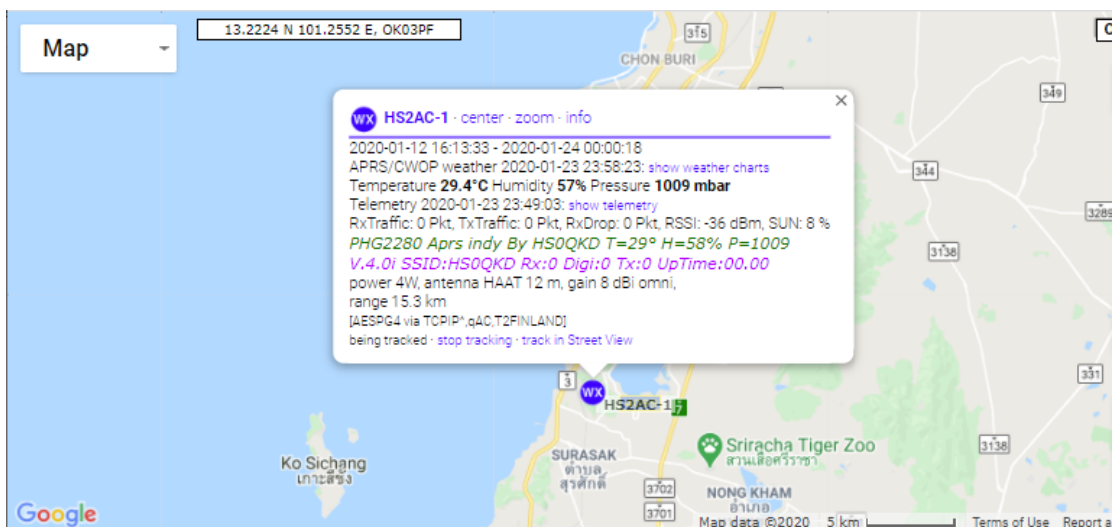 Map
13.2224 N 101.2552 E, OK03PF
315
CHON BURI
349
WX HS2AC-1 · center · zoom · info
2020-01-12 16:13:33 - 2020-01-24 00:00:18
APRS/CWOP weather 2020-01-23 23:58:23: show weather charts
Temperature 29.4°C Humidity 57% Pressure 1009 mbar
Telemetry 2020-01-23 23:49:03: show telemetry
RxTraffic: 0 Pkt, TxTraffic: 0 Pkt, RxDrop: 0 Pkt, RSSI: -36 dBm, SUN: 8 %
PHG2280 Aprs indy By HS0QKD T=29° H=58% P=1009
V.4.0i SSID:HS0QKD Rx:0 Digi:0 Tx:0 UpTime:00.00
power 4W, antenna HAAT 12 m, gain 8 dBi omni,
range 15.3 km
[AESPG4 via TCPIP*,qAC,T2FINLAND]
being tracked · stop tracking · track in Street View
344
3289
3138
331
3
WX
HS2AC-1
7
Sriracha Tiger Zoo
สวนเสือศรีราชา
3138
SURASAK
ตำบล
สุรศักดิ์
Ko Sichang
เกาะสีชัง
3702
NONG KHAM
อำเภอ
3701
Google
Map data ©2020 5 km Terms of Use Report